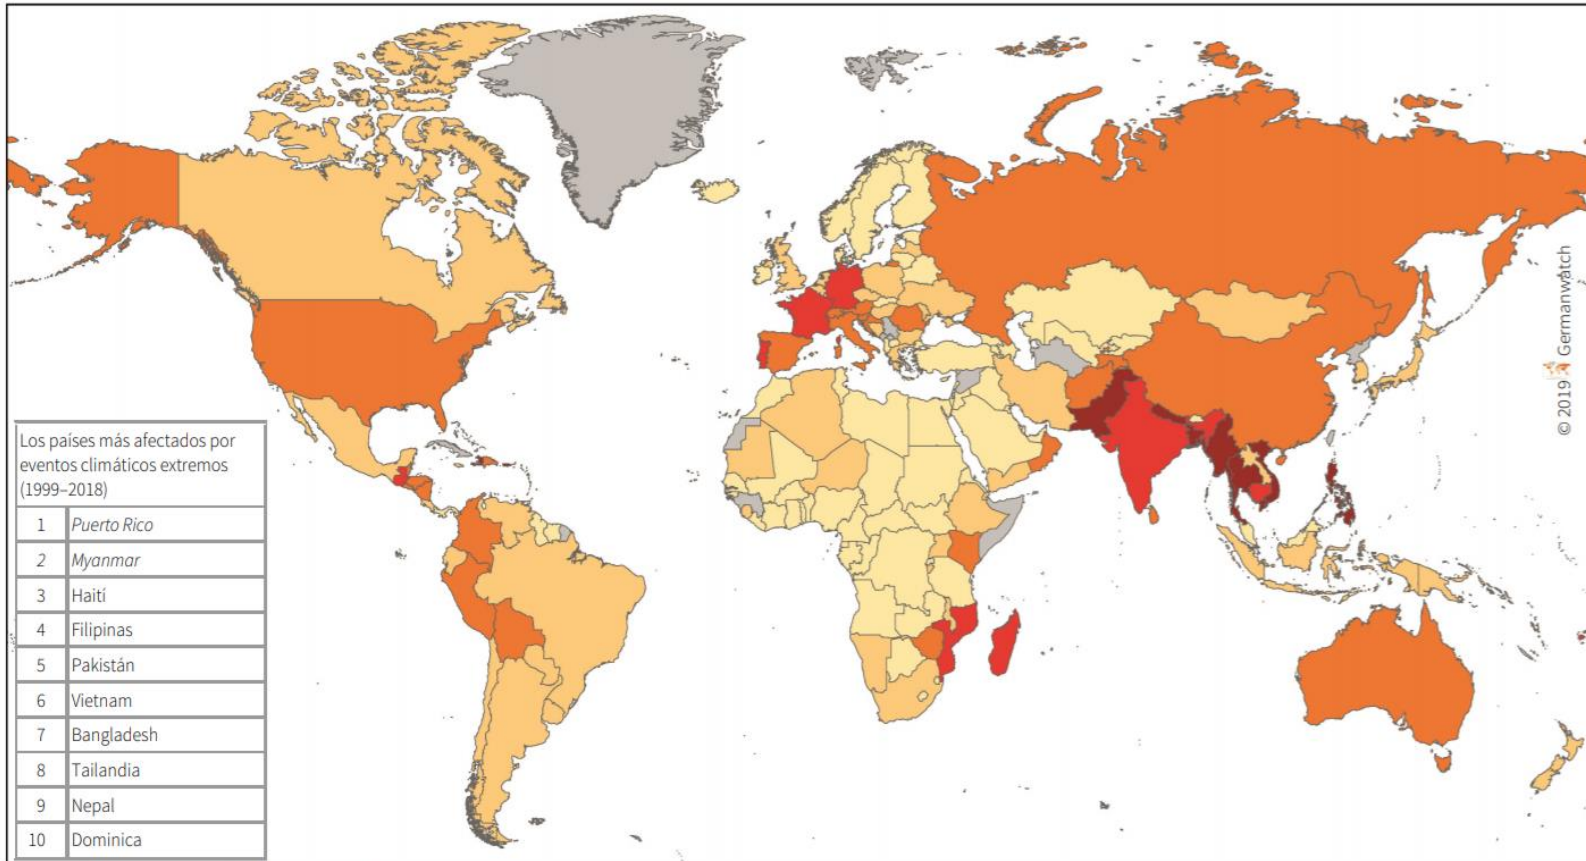 Los países más afectados por
eventos climáticos extremos
(1999–2018)
1 Puerto Rico
2 Myanmar
3 Haití
4 Filipinas
5 Pakistán
6 Vietnam
7 Bangladesh
8 Tailandia
9 Nepal
10 Dominica
© 2019 Germanwatch